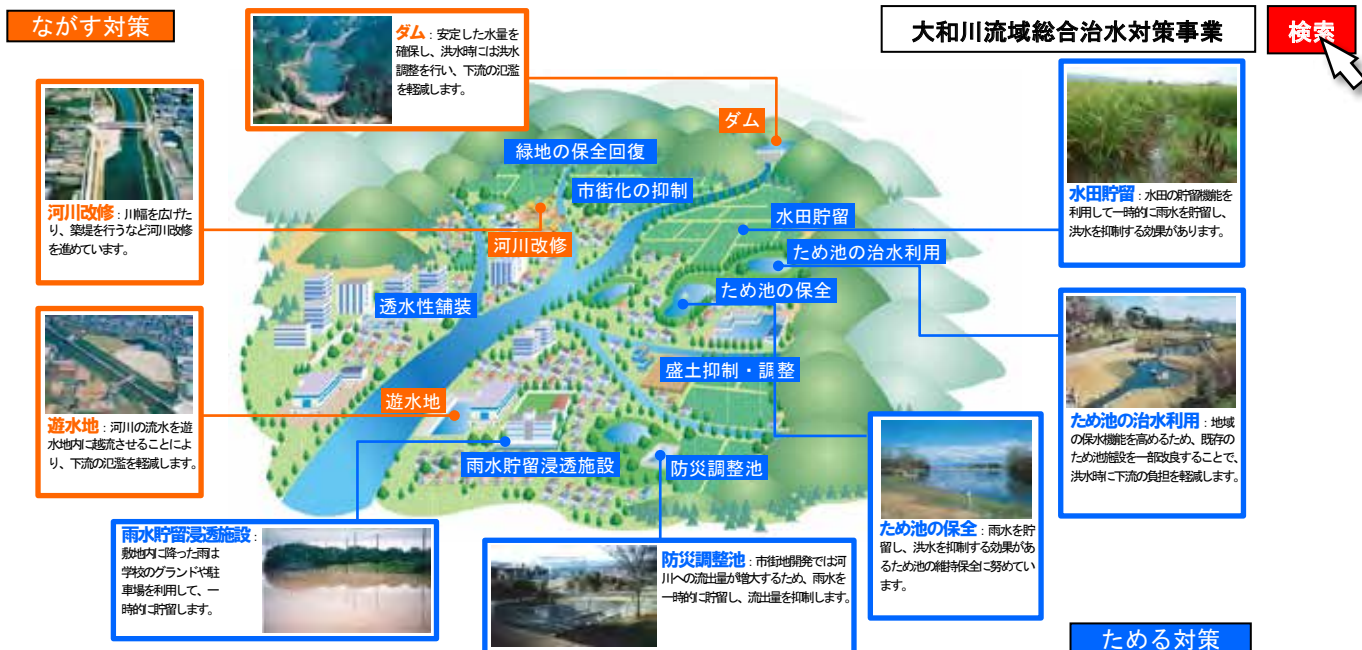 ながす対策
大和川流域総合治水対策事業
検索
ダム：安定した水量を
確保し、洪水時には洪水
調整を行い、下流の氾濫
を軽減します。
河川改修：川幅を広げた
り、築堤を行うなど河川改修
を進めています。
水田貯留：水田の貯留機能を
利用して一時的に雨水を貯留し、
洪水を抑制する効果があります。
ダム
緑地の保全回復
市街化の抑制
水田貯留
河川改修
ため池の治水利用
ため池の保全
透水性舗装
盛土抑制・調整
遊水地
雨水貯留浸透施設
防災調整池
遊水地：河川の流水を遊
水地内に越流させることによ
り、下流の氾濫を軽減します。
ため池の治水利用：地域
の保水機能を高めるため、既存の
ため池施設を一部改良することで、
洪水時に下流の負担を軽減します。
ため池の保全：雨水を貯
留し、洪水を抑制する効果があ
るため池の維持保全に努めてい
ます。
雨水貯留浸透施設：
敷地内に降った雨は
学校のグランドや駐
車場を利用して、一
時的に貯留します。
防災調整池：市街地開発では河
川への流出量が増大するため、雨水を
一時的に貯留し、流出量を抑制します。
ためる対策